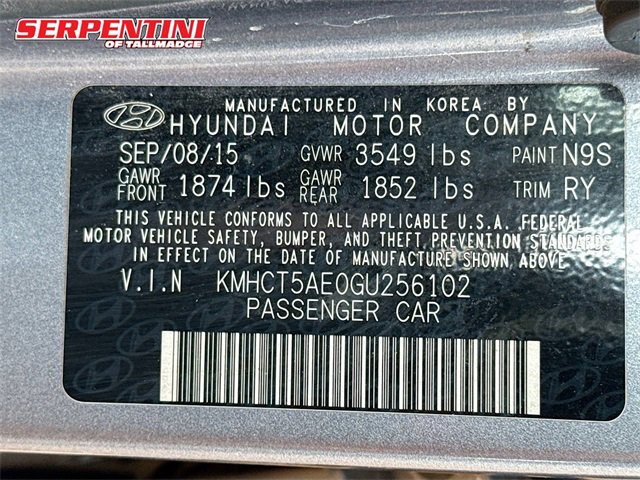 SERPENTINI
OF TALLMADGE
MANUFACTURED IN KOREA BY
HYUNDAI MOTOR COMPANY
SEP/08/15 GVWR 3549 lbs PAINT N9S
GAWR FRONT 1874 lbs GAWR REAR 1852 lbs TRIM RY
THIS VEHICLE CONFORMS TO ALL APPLICABLE U.S.A. FEDERAL
MOTOR VEHICLE SAFETY, BUMPER, AND THEFT PREVENTION STANDARDS
IN EFFECT ON THE DATE OF MANUFACTURE SHOWN ABOVE
V.I.N KMHCT5AE0GU256102
PASSENGER CAR